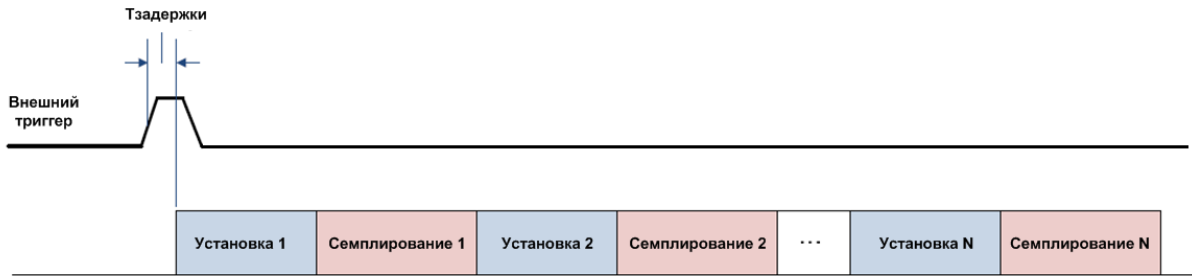 Тзадержки
Внешний
триггер
Установка 1
Семплирование 1
Установка 2
Семплирование 2
...
Установка N
Семплирование N